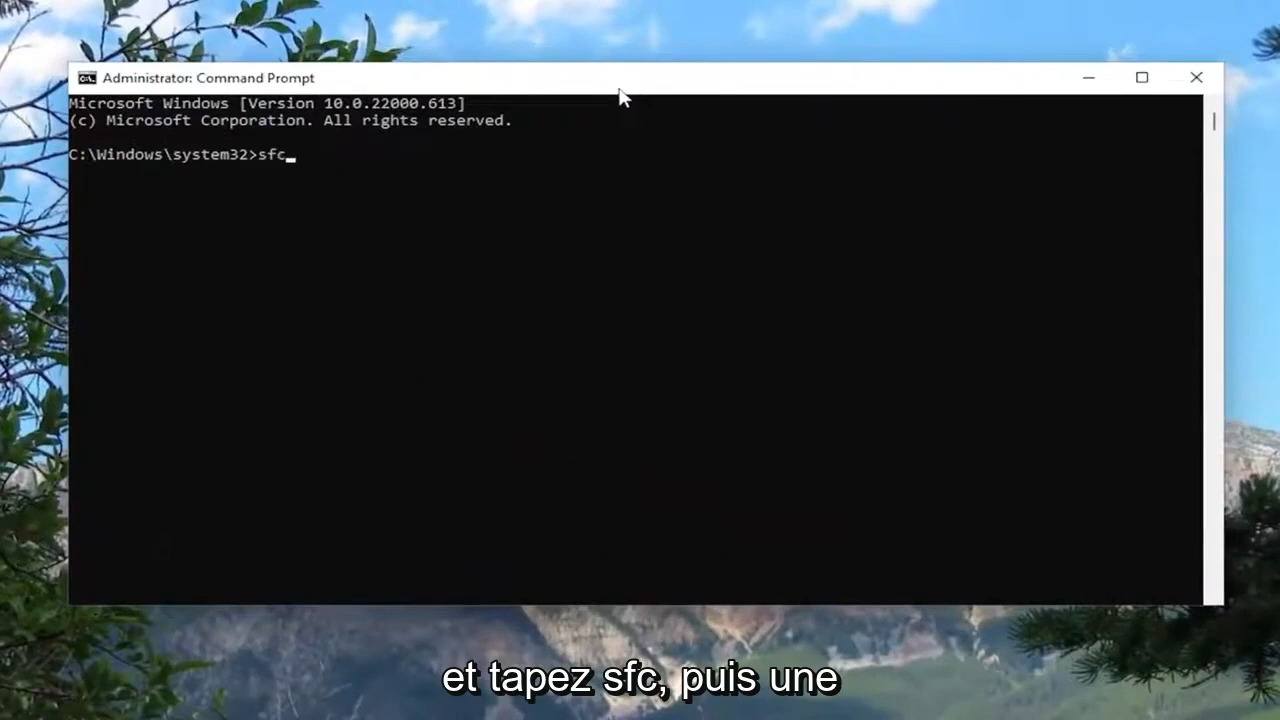 Administrator: Command Prompt
Microsoft Windows [Version 10.0.22000.613]
(c) Microsoft Corporation. All rights reserved.
C:\Windows\system32>sfc
et tapez sfc, puis une